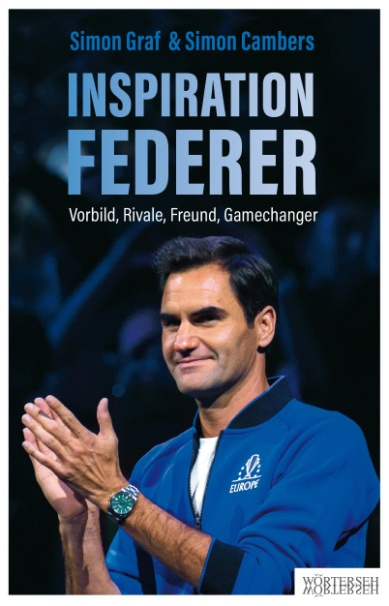 Simon Graf & Simon Cambers
INSPIRATION
FEDERER
Vorbild, Rivale, Freund, Gamechanger
EUROPE
WÖRTERSEH